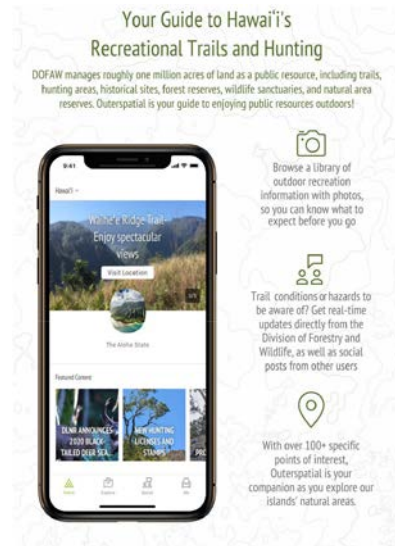 Your Guide to Hawaiʻi's
Recreational Trails and Hunting
DOFAW manages roughly one million acres of land as a public resource, including trails,
hunting areas, historical sites, forest reserves, wildlife sanctuaries, and natural area
reserves. Outerspatial is your guide to enjoying public resources outdoors!
Browse a library of
outdoor recreation
information with photos,
so you can know what to
expect before you go
Trail conditions or hazards to
be aware of? Get real-time
updates directly from the
Division of Forestry and
Wildlife, as well as social
posts from other users
With over 100+ specific
points of interest,
Outerspatial is your
companion as you explore our
islands' natural areas.
9:41
Hawaiʻi
Waiheʻe Ridge Trail-
Enjoy spectacular
views
Visit Location
The Aloha State
Featured Content
DLNR ANNOUNCES
2020 BLACK-
TAILED DEER SEA...
NEW HUNTING
LICENSES AND
STAMPS
PRO
Explore